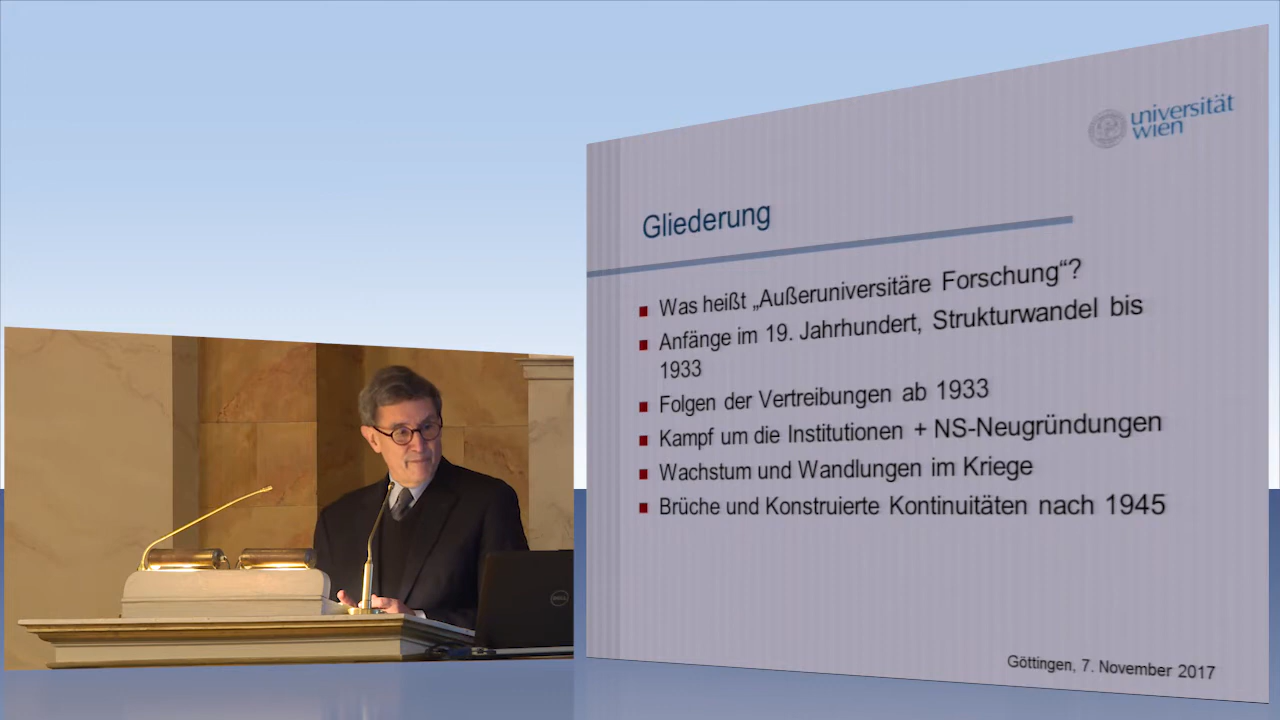 universität
wien
Gliederung
Was heißt „Außeruniversitäre Forschung“?
Anfänge im 19. Jahrhundert, Strukturwandel bis
1933
Folgen der Vertreibungen ab 1933
Kampf um die Institutionen + NS-Neugründungen
Wachstum und Wandlungen im Kriege
Brüche und Konstruierte Kontinuitäten nach 1945
Göttingen, 7. November 2017
DELL